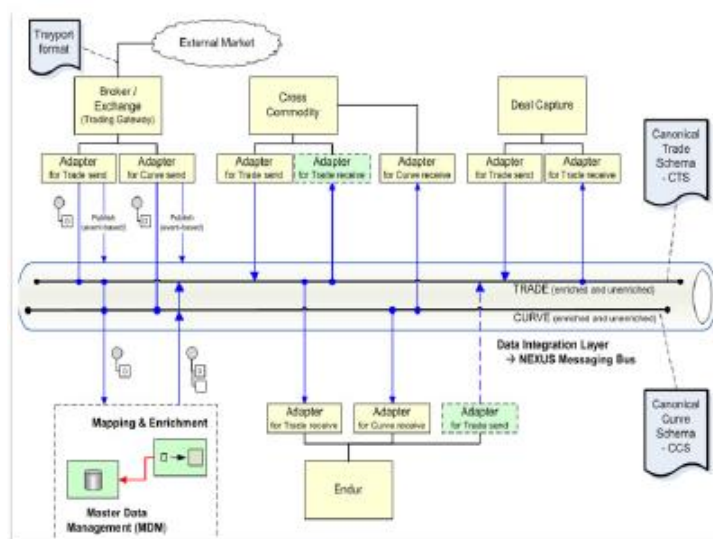 Trayport
format
External Market
Broker /
Exchange
(Trading Gateway)
Cross
Commodity
Deal Capture
Canonical
Trade
Schema
- CTS
Adapter
for Trade send
Adapter
for Curve send
Adapter
for Trade send
Adapter
for Trade receive
Adapter
for Curve receive
Adapter
for Trade send
Adapter
for Trade receive
Publish
(event-based)
Publish
(event-based)
TRADE (enriched and unenriched)
CURVE (enriched and unenriched)
Data Integration Layer
→ NEXUS Messaging Bus
Mapping & Enrichment
Master Data
Management (MDM)
Adapter
for Trade receive
Adapter
for Curve receive
Adapter
for Trade send
Endur
Canonical
Curve
Schema
- CCS